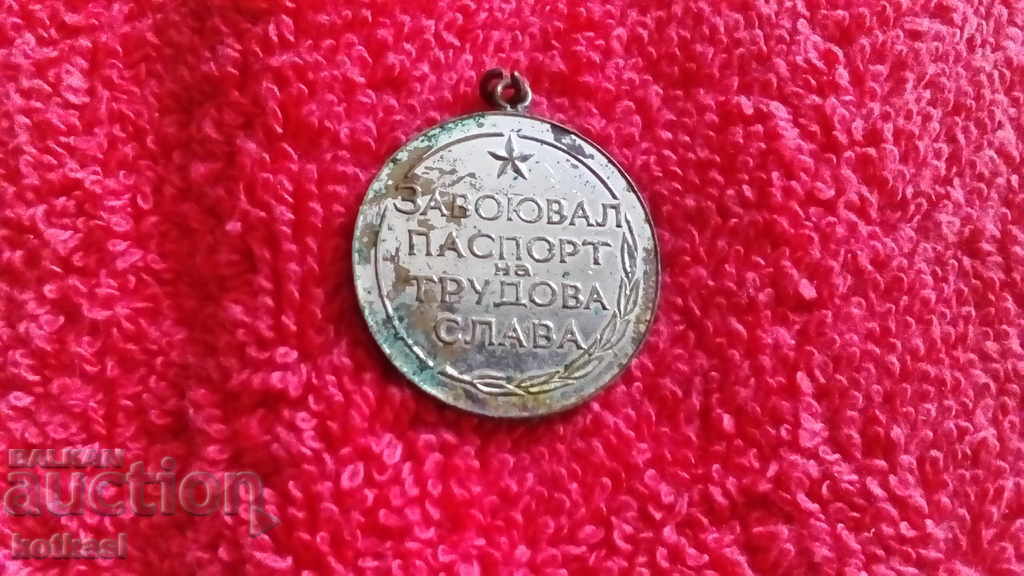 ЗАВОЮВАЛ
ПАСПОРТ
на
ТРУДОВА
СЛАВА
BALKAN
auction
kotkasl